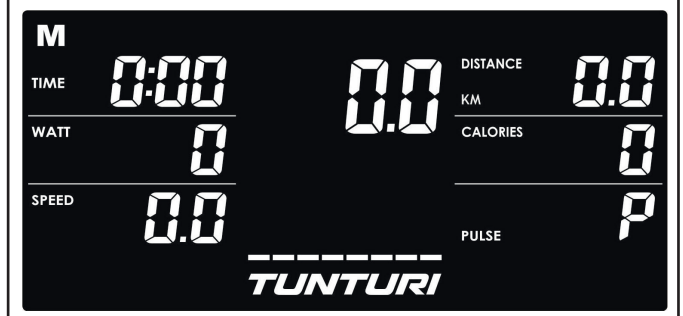 M
TIME 0:00
WATT 0
SPEED 0.0
0.0
DISTANCE
KM 0.0
CALORIES 0
PULSE P
TUNTURI